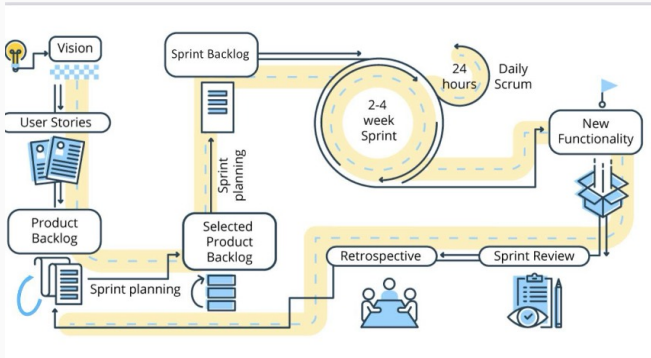 Vision
User Stories
Product
Backlog
Sprint planning
Selected
Product
Backlog
Sprint
planning
Sprint Backlog
2-4
week
Sprint
24
hours
Daily
Scrum
New
Functionality
Sprint Review
Retrospective